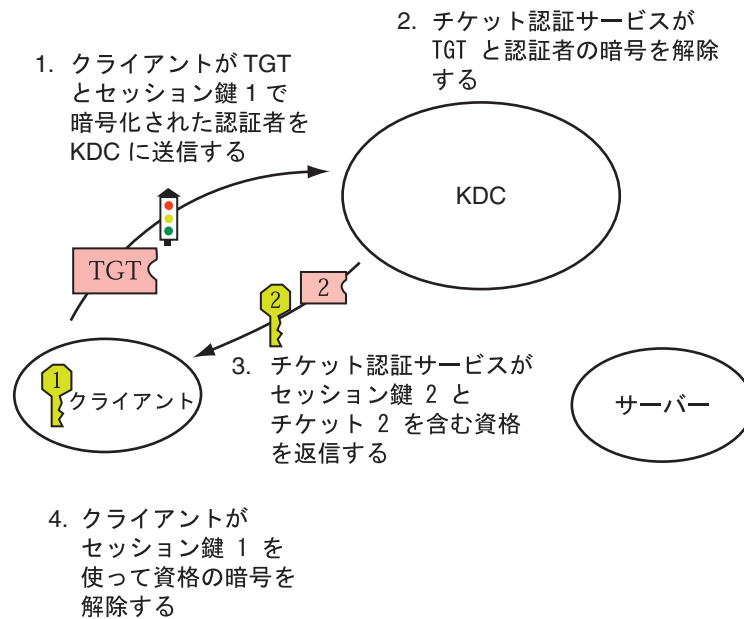 1. クライアントが TGT
とセッション鍵 1 で
暗号化された認証者を
KDC に送信する
2. チケット認証サービスが
TGT と認証者の暗号を解除
する
KDC
TGT
2
2
3. チケット認証サービスが
セッション鍵 2 と
チケット 2 を含む資格
を返信する
1
クライアント
サーバー
4. クライアントが
セッション鍵 1 を
使って資格の暗号を
解除する